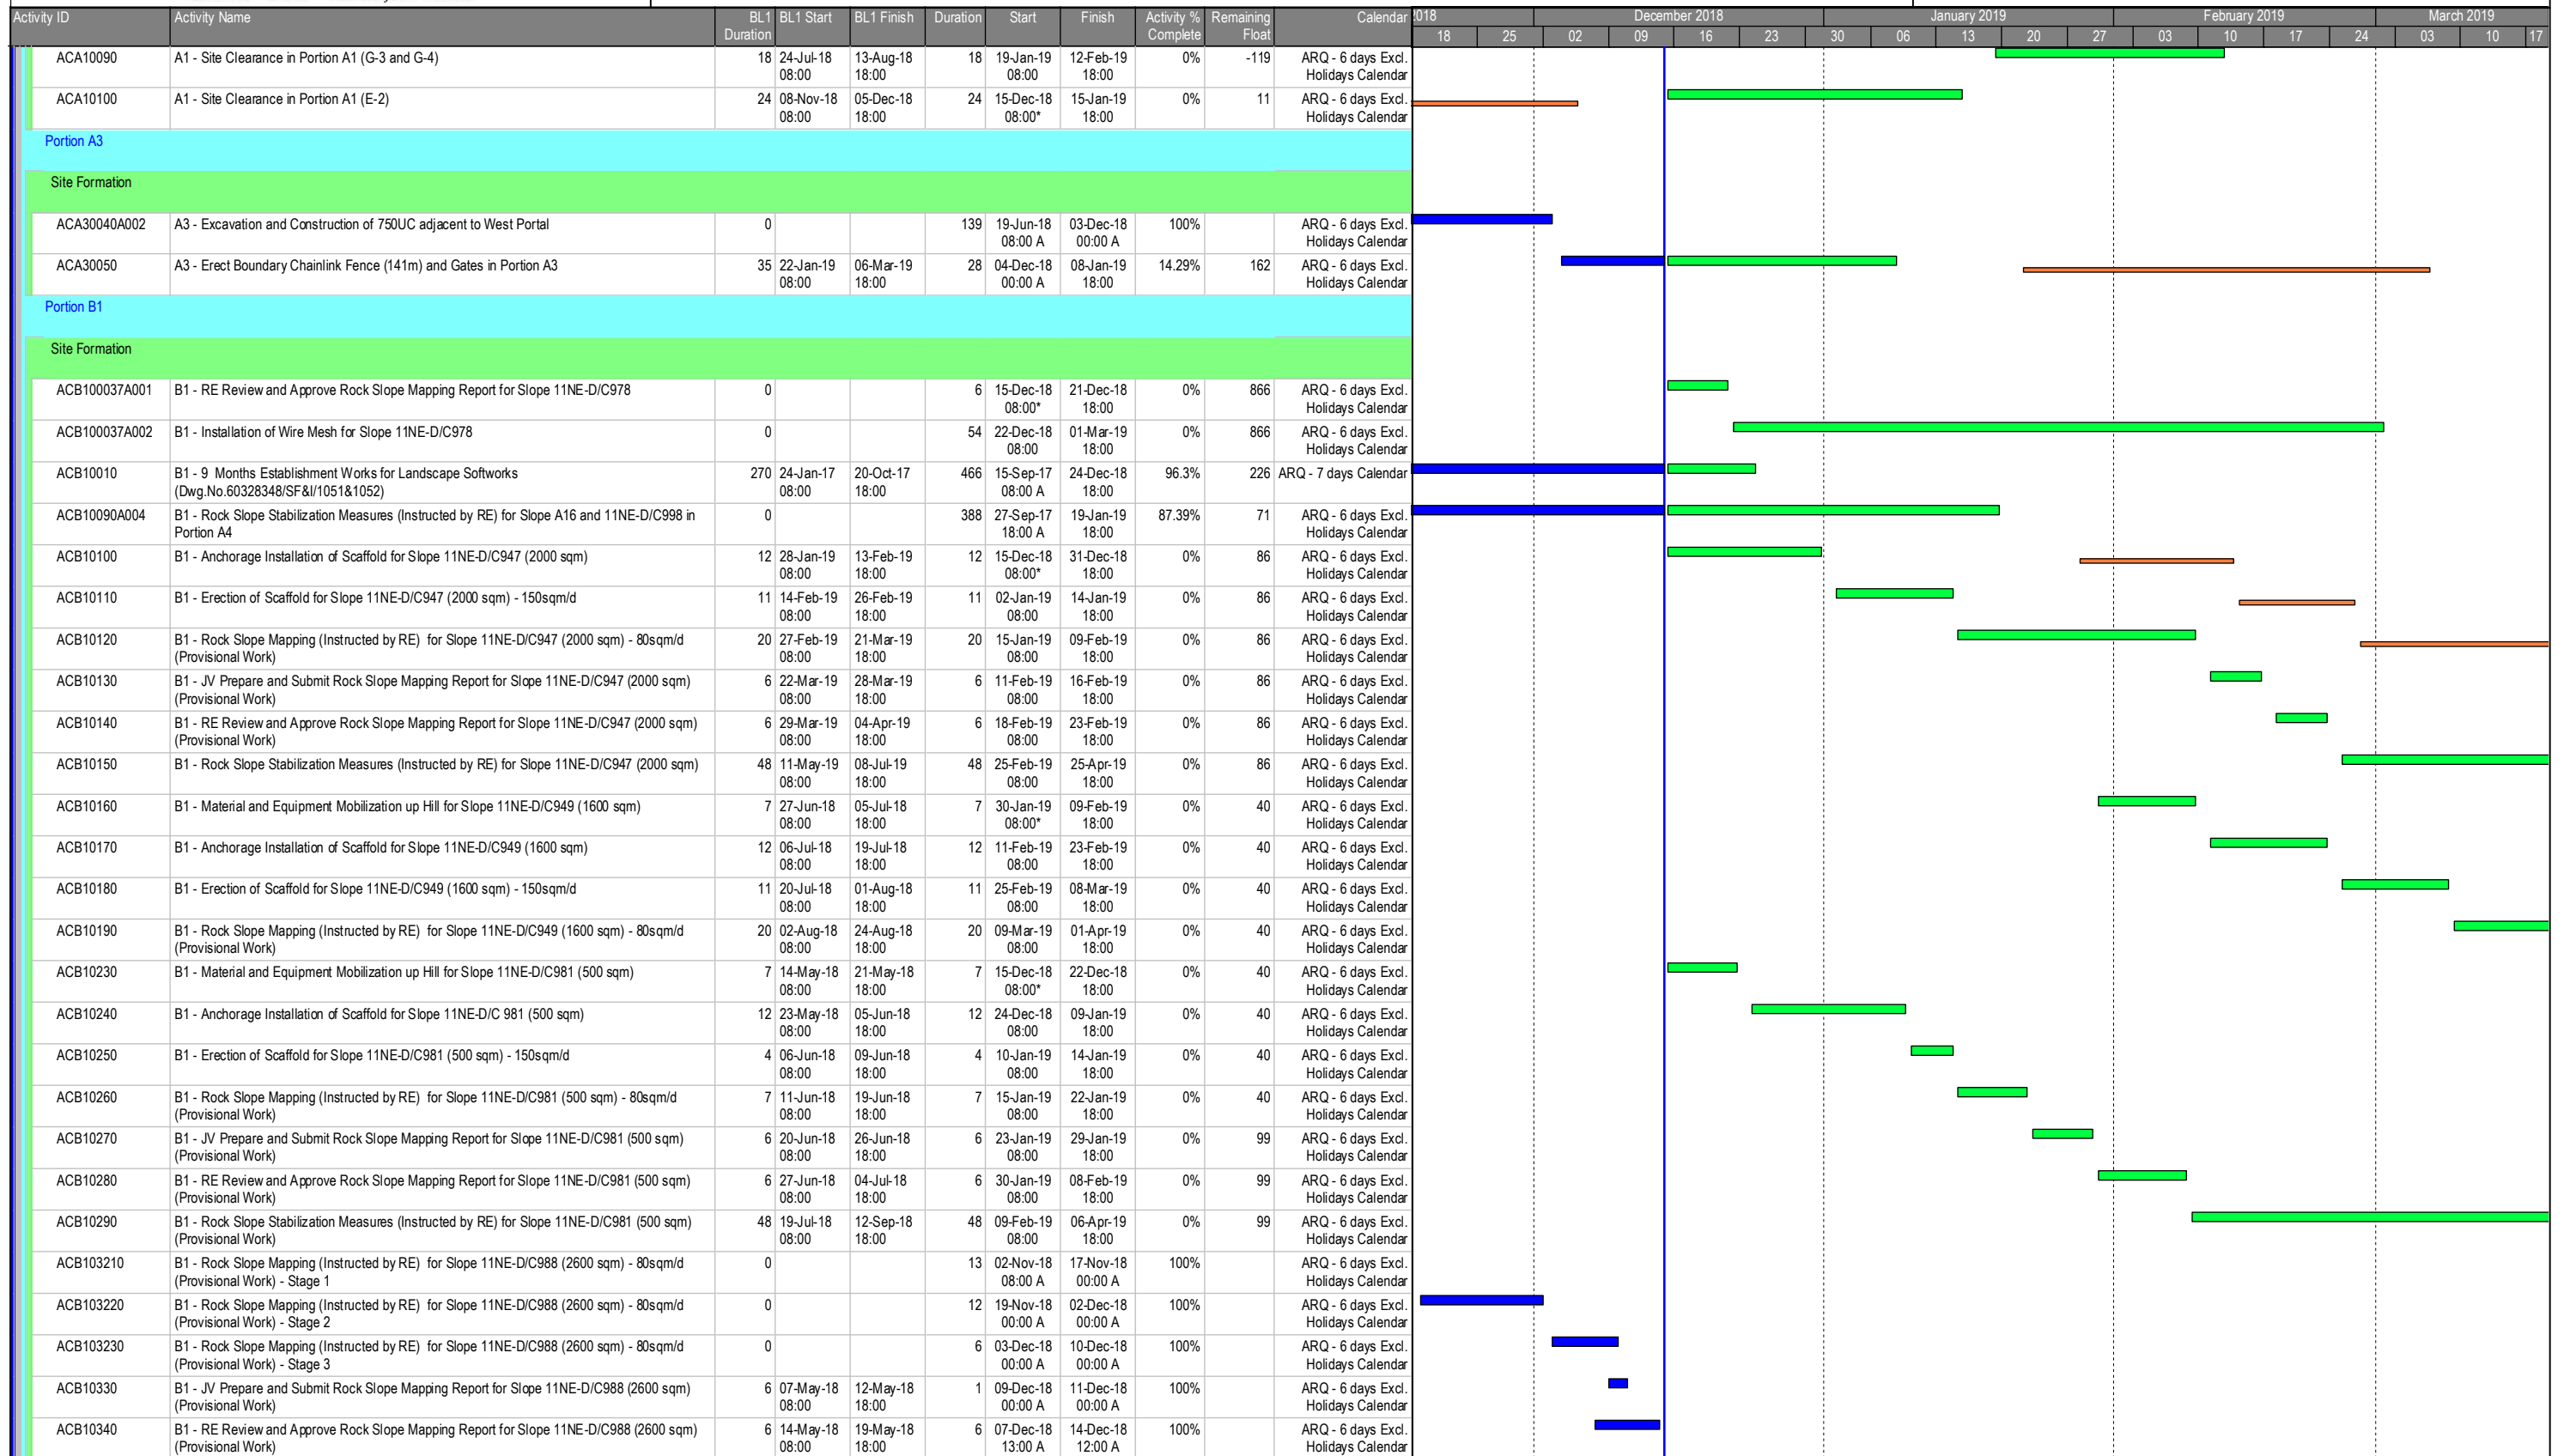 Activity ID Activity Name BL1 BL1 Start BL1 Finish Duration Start Finish Activity % Remaining Calendar 2018 December 2018 January 2019 February 2019 March 2019
Duration Complete Float 18 25 02 09 16 23 30 06 13 20 27 03 10 17 24 03 10 17
ACA10090 A1 - Site Clearance in Portion A1 (G-3 and G-4) 18 24-Jul-18 13-Aug-18 18 19-Jan-19 12-Feb-19 0% -119 ARQ - 6 days Excl.
08:00 18:00 08:00 18:00 Holidays Calendar
ACA10100 A1 - Site Clearance in Portion A1 (E-2) 24 08-Nov-18 05-Dec-18 24 15-Dec-18 15-Jan-19 0% 11 ARQ - 6 days Excl.
08:00 18:00 08:00* 18:00 Holidays Calendar
Portion A3
Site Formation
ACA30040A002 A3 - Excavation and Construction of 750UC adjacent to West Portal 0 139 19-Jun-18 03-Dec-18 100% ARQ - 6 days Excl.
08:00 A 00:00 A Holidays Calendar
ACA30050 A3 - Erect Boundary Chainlink Fence (141m) and Gates in Portion A3 35 22-Jan-19 06-Mar-19 28 04-Dec-18 08-Jan-19 14.29% 162 ARQ - 6 days Excl.
08:00 18:00 00:00 A 18:00 Holidays Calendar
Portion B1
Site Formation
ACB100037A001 B1 - RE Review and Approve Rock Slope Mapping Report for Slope 11NE-D/C978 0 6 15-Dec-18 21-Dec-18 0% 866 ARQ - 6 days Excl.
08:00* 18:00 Holidays Calendar
ACB100037A002 B1 - Installation of Wire Mesh for Slope 11NE-D/C978 0 54 22-Dec-18 01-Mar-19 0% 866 ARQ - 6 days Excl.
08:00 18:00 Holidays Calendar
ACB10010 B1 - 9 Months Establishment Works for Landscape Softworks 270 24-Jan-17 20-Oct-17 466 15-Sep-17 24-Dec-18 96.3% 226 ARQ - 7 days Calendar
(Dwg.No.60328348/SF&I/1051&1052) 08:00 18:00 08:00 A 18:00
ACB10090A004 B1 - Rock Slope Stabilization Measures (Instructed by RE) for Slope A16 and 11NE-D/C998 in 0 388 27-Sep-17 19-Jan-19 87.39% 71 ARQ - 6 days Excl.
Portion A4 18:00 A 18:00 Holidays Calendar
ACB10100 B1 - Anchorage Installation of Scaffold for Slope 11NE-D/C947 (2000 sqm) 12 28-Jan-19 13-Feb-19 12 15-Dec-18 31-Dec-18 0% 86 ARQ - 6 days Excl.
08:00 18:00 08:00* 18:00 Holidays Calendar
ACB10110 B1 - Erection of Scaffold for Slope 11NE-D/C947 (2000 sqm) - 150sqm/d 11 14-Feb-19 26-Feb-19 11 02-Jan-19 14-Jan-19 0% 86 ARQ - 6 days Excl.
08:00 18:00 08:00 18:00 Holidays Calendar
ACB10120 B1 - Rock Slope Mapping (Instructed by RE) for Slope 11NE-D/C947 (2000 sqm) - 80sqm/d 20 27-Feb-19 21-Mar-19 20 15-Jan-19 09-Feb-19 0% 86 ARQ - 6 days Excl.
(Provisional Work) 08:00 18:00 08:00 18:00 Holidays Calendar
ACB10130 B1 - JV Prepare and Submit Rock Slope Mapping Report for Slope 11NE-D/C947 (2000 sqm) 6 22-Mar-19 28-Mar-19 6 11-Feb-19 16-Feb-19 0% 86 ARQ - 6 days Excl.
(Provisional Work) 08:00 18:00 08:00 18:00 Holidays Calendar
ACB10140 B1 - RE Review and Approve Rock Slope Mapping Report for Slope 11NE-D/C947 (2000 sqm) 6 29-Mar-19 04-Apr-19 6 18-Feb-19 23-Feb-19 0% 86 ARQ - 6 days Excl.
(Provisional Work) 08:00 18:00 08:00 18:00 Holidays Calendar
ACB10150 B1 - Rock Slope Stabilization Measures (Instructed by RE) for Slope 11NE-D/C947 (2000 sqm) 48 11-May-19 08-Jul-19 48 25-Feb-19 25-Apr-19 0% 86 ARQ - 6 days Excl.
08:00 18:00 08:00 18:00 Holidays Calendar
ACB10160 B1 - Material and Equipment Mobilization up Hill for Slope 11NE-D/C949 (1600 sqm) 7 27-Jun-18 05-Jul-18 7 30-Jan-19 09-Feb-19 0% 40 ARQ - 6 days Excl.
08:00 18:00 08:00* 18:00 Holidays Calendar
ACB10170 B1 - Anchorage Installation of Scaffold for Slope 11NE-D/C949 (1600 sqm) 12 06-Jul-18 19-Jul-18 12 11-Feb-19 23-Feb-19 0% 40 ARQ - 6 days Excl.
08:00 18:00 08:00 18:00 Holidays Calendar
ACB10180 B1 - Erection of Scaffold for Slope 11NE-D/C949 (1600 sqm) - 150sqm/d 11 20-Jul-18 01-Aug-18 11 25-Feb-19 08-Mar-19 0% 40 ARQ - 6 days Excl.
08:00 18:00 08:00 18:00 Holidays Calendar
ACB10190 B1 - Rock Slope Mapping (Instructed by RE) for Slope 11NE-D/C949 (1600 sqm) - 80sqm/d 20 02-Aug-18 24-Aug-18 20 09-Mar-19 01-Apr-19 0% 40 ARQ - 6 days Excl.
(Provisional Work) 08:00 18:00 08:00 18:00 Holidays Calendar
ACB10230 B1 - Material and Equipment Mobilization up Hill for Slope 11NE-D/C981 (500 sqm) 7 14-May-18 21-May-18 7 15-Dec-18 22-Dec-18 0% 40 ARQ - 6 days Excl.
08:00 18:00 08:00* 18:00 Holidays Calendar
ACB10240 B1 - Anchorage Installation of Scaffold for Slope 11NE-D/C 981 (500 sqm) 12 23-May-18 05-Jun-18 12 24-Dec-18 09-Jan-19 0% 40 ARQ - 6 days Excl.
08:00 18:00 08:00 18:00 Holidays Calendar
ACB10250 B1 - Erection of Scaffold for Slope 11NE-D/C981 (500 sqm) - 150sqm/d 4 06-Jun-18 09-Jun-18 4 10-Jan-19 14-Jan-19 0% 40 ARQ - 6 days Excl.
08:00 18:00 08:00 18:00 Holidays Calendar
ACB10260 B1 - Rock Slope Mapping (Instructed by RE) for Slope 11NE-D/C981 (500 sqm) - 80sqm/d 7 11-Jun-18 19-Jun-18 7 15-Jan-19 22-Jan-19 0% 40 ARQ - 6 days Excl.
(Provisional Work) 08:00 18:00 08:00 18:00 Holidays Calendar
ACB10270 B1 - JV Prepare and Submit Rock Slope Mapping Report for Slope 11NE-D/C981 (500 sqm) 6 20-Jun-18 26-Jun-18 6 23-Jan-19 29-Jan-19 0% 99 ARQ - 6 days Excl.
(Provisional Work) 08:00 18:00 08:00 18:00 Holidays Calendar
ACB10280 B1 - RE Review and Approve Rock Slope Mapping Report for Slope 11NE-D/C981 (500 sqm) 6 27-Jun-18 04-Jul-18 6 30-Jan-19 08-Feb-19 0% 99 ARQ - 6 days Excl.
(Provisional Work) 08:00 18:00 08:00 18:00 Holidays Calendar
ACB10290 B1 - Rock Slope Stabilization Measures (Instructed by RE) for Slope 11NE-D/C981 (500 sqm) 48 19-Jul-18 12-Sep-18 48 09-Feb-19 06-Apr-19 0% 99 ARQ - 6 days Excl.
(Provisional Work) 08:00 18:00 08:00 18:00 Holidays Calendar
ACB103210 B1 - Rock Slope Mapping (Instructed by RE) for Slope 11NE-D/C988 (2600 sqm) - 80sqm/d 0 13 02-Nov-18 17-Nov-18 100% ARQ - 6 days Excl.
(Provisional Work) - Stage 1 08:00 A 00:00 A Holidays Calendar
ACB103220 B1 - Rock Slope Mapping (Instructed by RE) for Slope 11NE-D/C988 (2600 sqm) - 80sqm/d 0 12 19-Nov-18 02-Dec-18 100% ARQ - 6 days Excl.
(Provisional Work) - Stage 2 00:00 A 00:00 A Holidays Calendar
ACB103230 B1 - Rock Slope Mapping (Instructed by RE) for Slope 11NE-D/C988 (2600 sqm) - 80sqm/d 0 6 03-Dec-18 10-Dec-18 100% ARQ - 6 days Excl.
(Provisional Work) - Stage 3 00:00 A 00:00 A Holidays Calendar
ACB10330 B1 - JV Prepare and Submit Rock Slope Mapping Report for Slope 11NE-D/C988 (2600 sqm) 6 07-May-18 12-May-18 1 09-Dec-18 11-Dec-18 100% ARQ - 6 days Excl.
(Provisional Work) 08:00 18:00 00:00 A 00:00 A Holidays Calendar
ACB10340 B1 - RE Review and Approve Rock Slope Mapping Report for Slope 11NE-D/C988 (2600 sqm) 6 14-May-18 19-May-18 6 07-Dec-18 14-Dec-18 100% ARQ - 6 days Excl.
(Provisional Work) 08:00 18:00 13:00 A 12:00 A Holidays Calendar